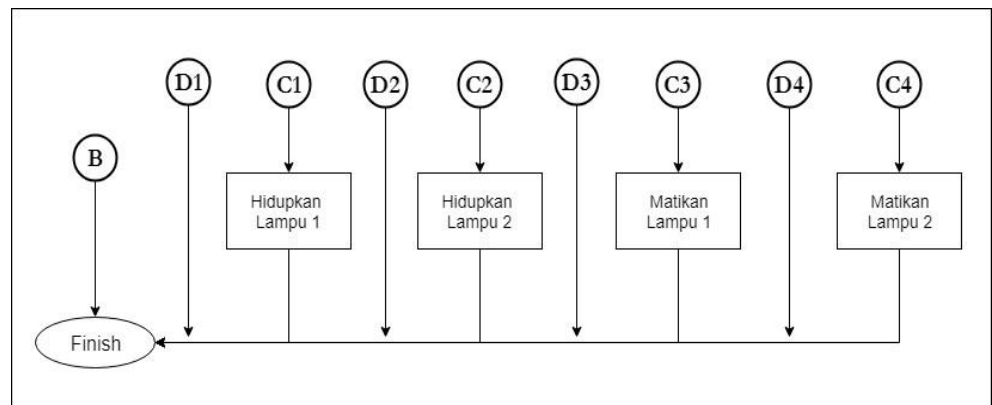 D1
C1
D2
C2
D3
C3
D4
C4
B
Hidupkan
Lampu 1
Hidupkan
Lampu 2
Matikan
Lampu 1
Matikan
Lampu 2
Finish